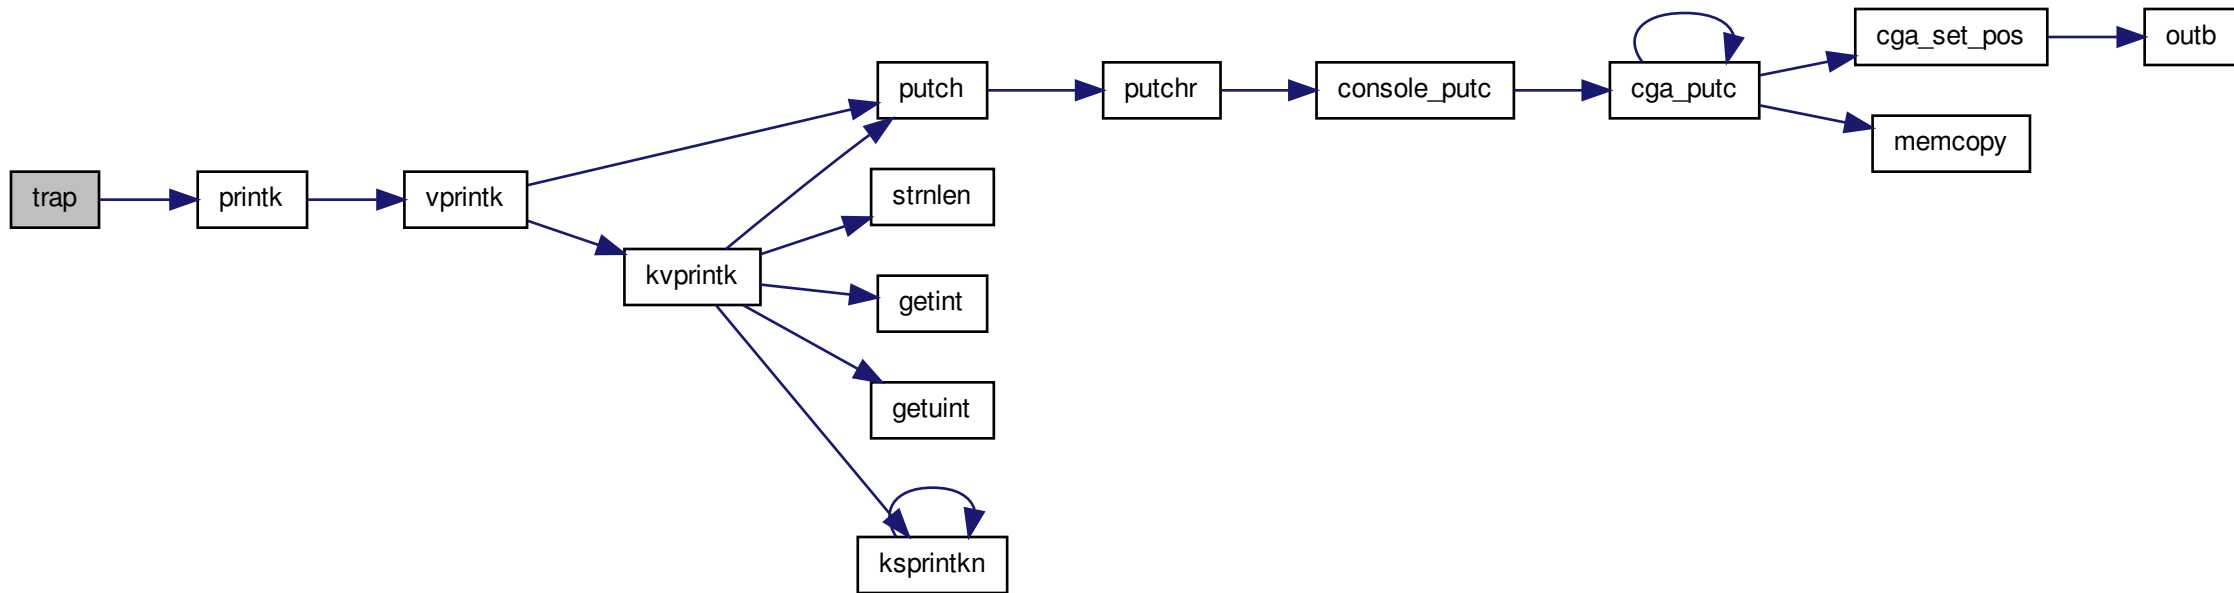 trap
printk
vprintk
kvprintk
putch
strnlen
getint
getuint
ksprintkn
putchr
console_putc
cga_putc
cga_set_pos
memcopy
outb